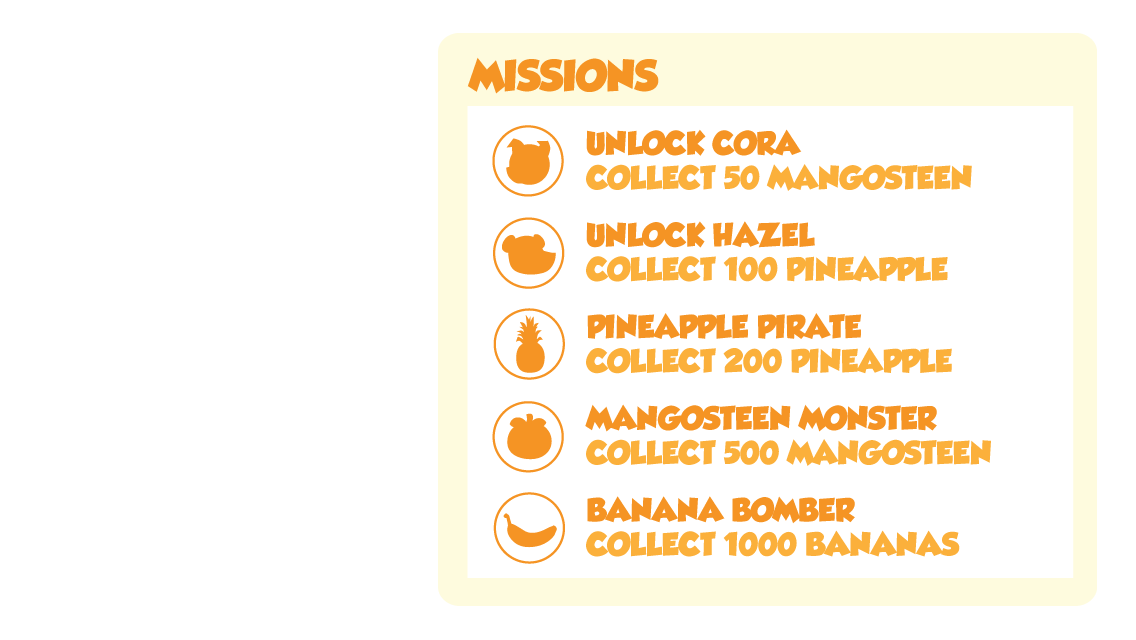 MISSIONS
UNLOCK CORA
COLLECT 50 MANGOSTEEN
UNLOCK HAZEL
COLLECT 100 PINEAPPLE
PINEAPPLE PIRATE
COLLECT 200 PINEAPPLE
MANGOSTEEN MONSTER
COLLECT 500 MANGOSTEEN
BANANA BOMBER
COLLECT 1000 BANANAS